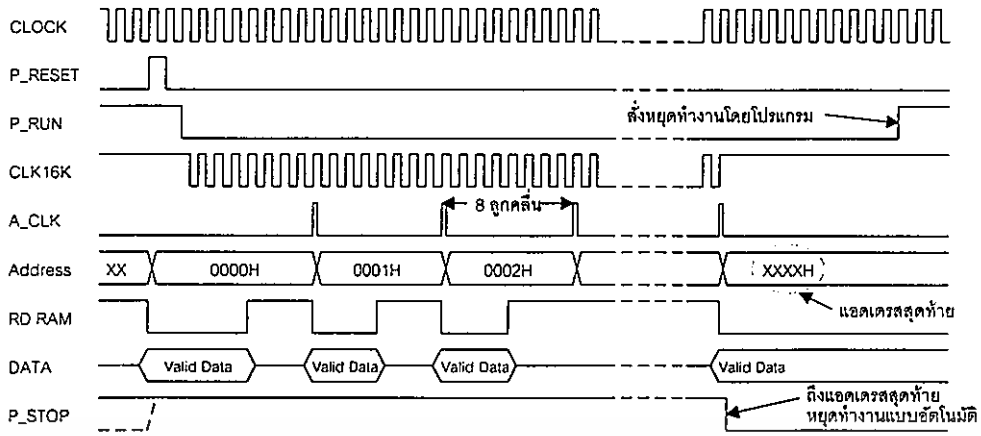 CLOCK
P_RESET
P_RUN
สั่งหยุดทำงานโดยโปรแกรม
CLK16K
A_CLK
8 ลูกคลื่น
Address
XX
0000H
0001H
0002H
( XXXXH )
แอดเดรสสุดท้าย
RD RAM
DATA
Valid Data
Valid Data
Valid Data
Valid Data
P_STOP
ถึงแอดเดรสสุดท้าย
หยุดทำงานแบบอัตโนมัติ